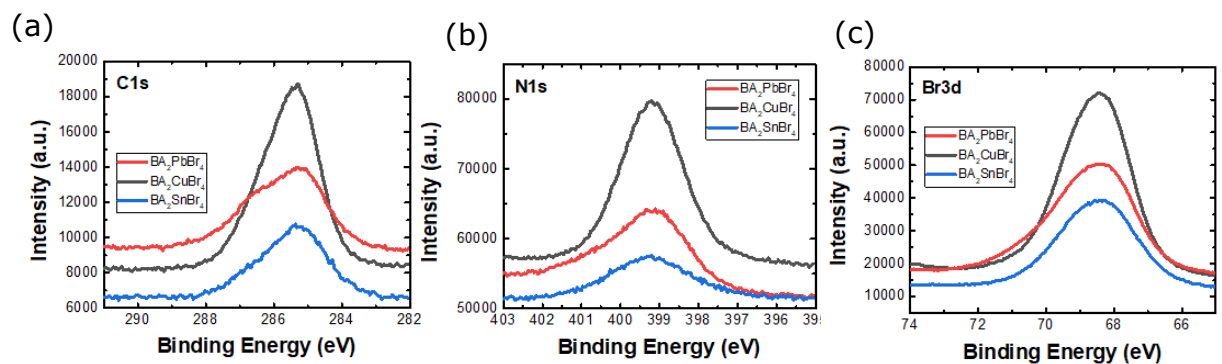 (a)
C1s
BA₂PbBr₄
BA₂CuBr₄
BA₂SnBr₄
Intensity (a.u.)
20000
18000
16000
14000
12000
10000
8000
6000
290
288
286
284
282
Binding Energy (eV)
(b)
N1s
BA₂PbBr₄
BA₂CuBr₄
BA₂SnBr₄
Intensity (a.u.)
80000
70000
60000
50000
403
402
401
400
399
398
397
396
395
Binding Energy (eV)
(c)
Br3d
BA₂PbBr₄
BA₂CuBr₄
BA₂SnBr₄
Intensity (a.u.)
80000
70000
60000
50000
40000
30000
20000
10000
74
72
70
68
66
Binding Energy (eV)